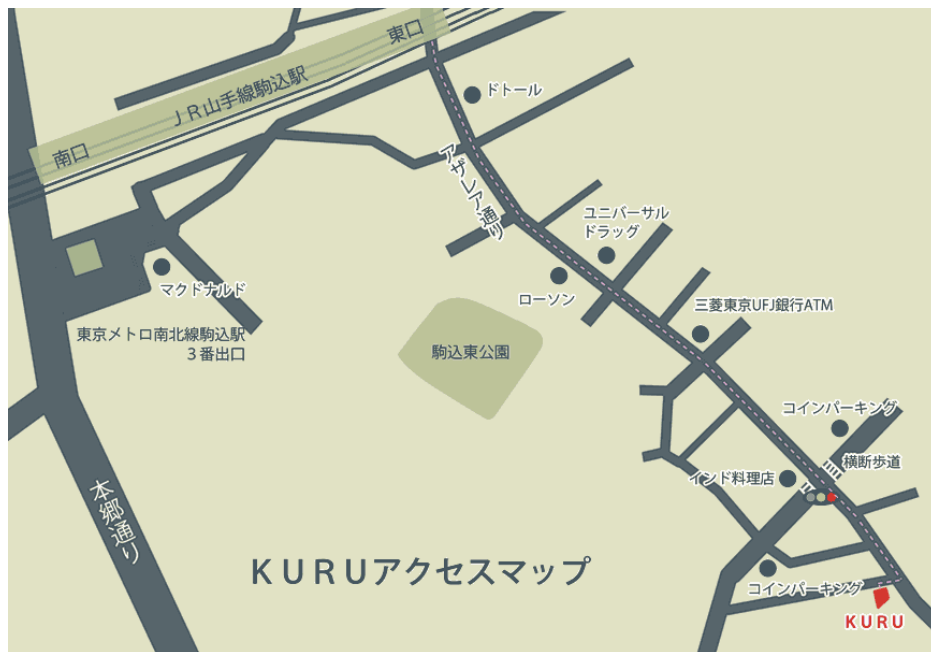 東口
ＪＲ山手線駒込駅
南口
ドトール
アザレア通り
ユニバーサル
ドラッグ
ローソン
マクドナルド
三菱東京UFJ銀行ATM
東京メトロ南北線駒込駅
３番出口
駒込東公園
コインパーキング
横断歩道
インド料理店
本郷通り
ＫＵＲＵアクセスマップ
コインパーキング
ＫＵＲＵ